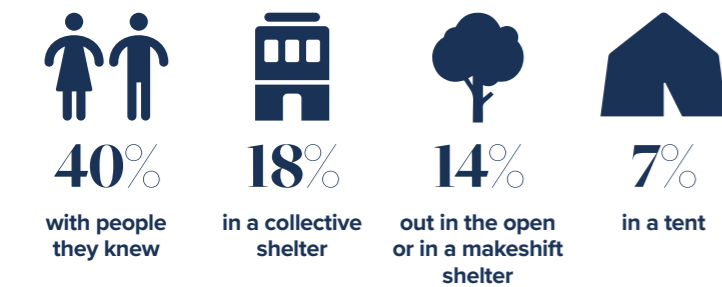 40%
with people
they knew
18%
in a collective
shelter
14%
out in the open
or in a makeshift
shelter
7%
in a tent